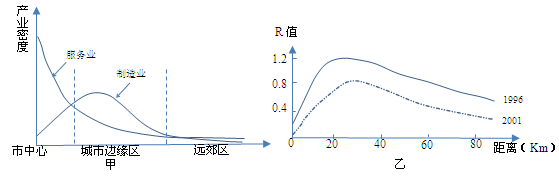 产业密度
服务业
制造业
市中心
城市边缘区
远郊区
甲
R 值
1.2
0.8
0.4
0
20
40
60
80
1996
2001
距离（Km）
乙